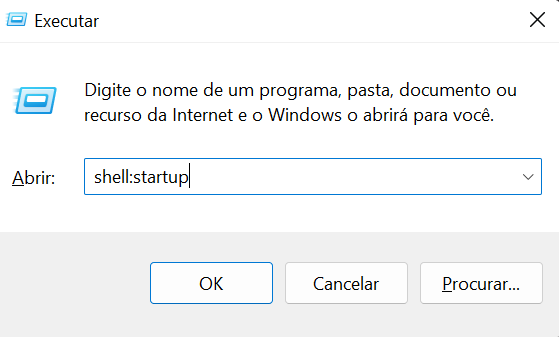 Executar
Digite o nome de um programa, pasta, documento ou
recurso da Internet e o Windows o abrirá para você.
Abrir: shell:startup
OK Cancelar Procurar...